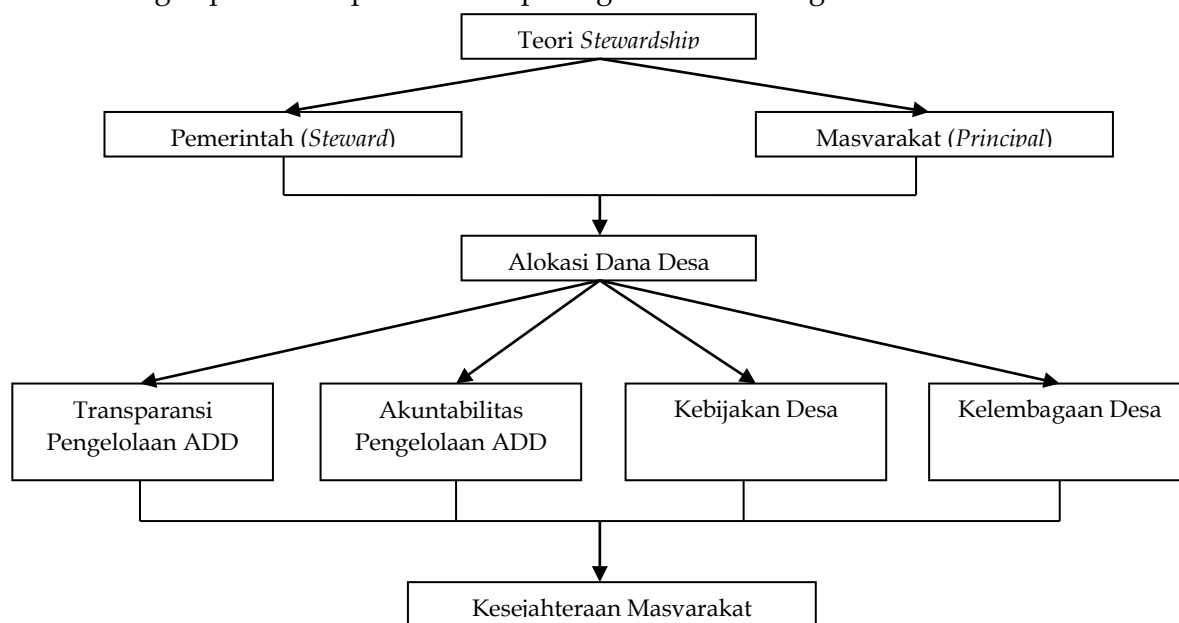 Teori Stewardship
Pemerintah (Steward)
Masyarakat (Principal)
Alokasi Dana Desa
Transparansi
Pengelolaan ADD
Akuntabilitas
Pengelolaan ADD
Kebijakan Desa
Kelembagaan Desa
Kesejahteraan Masyarakat